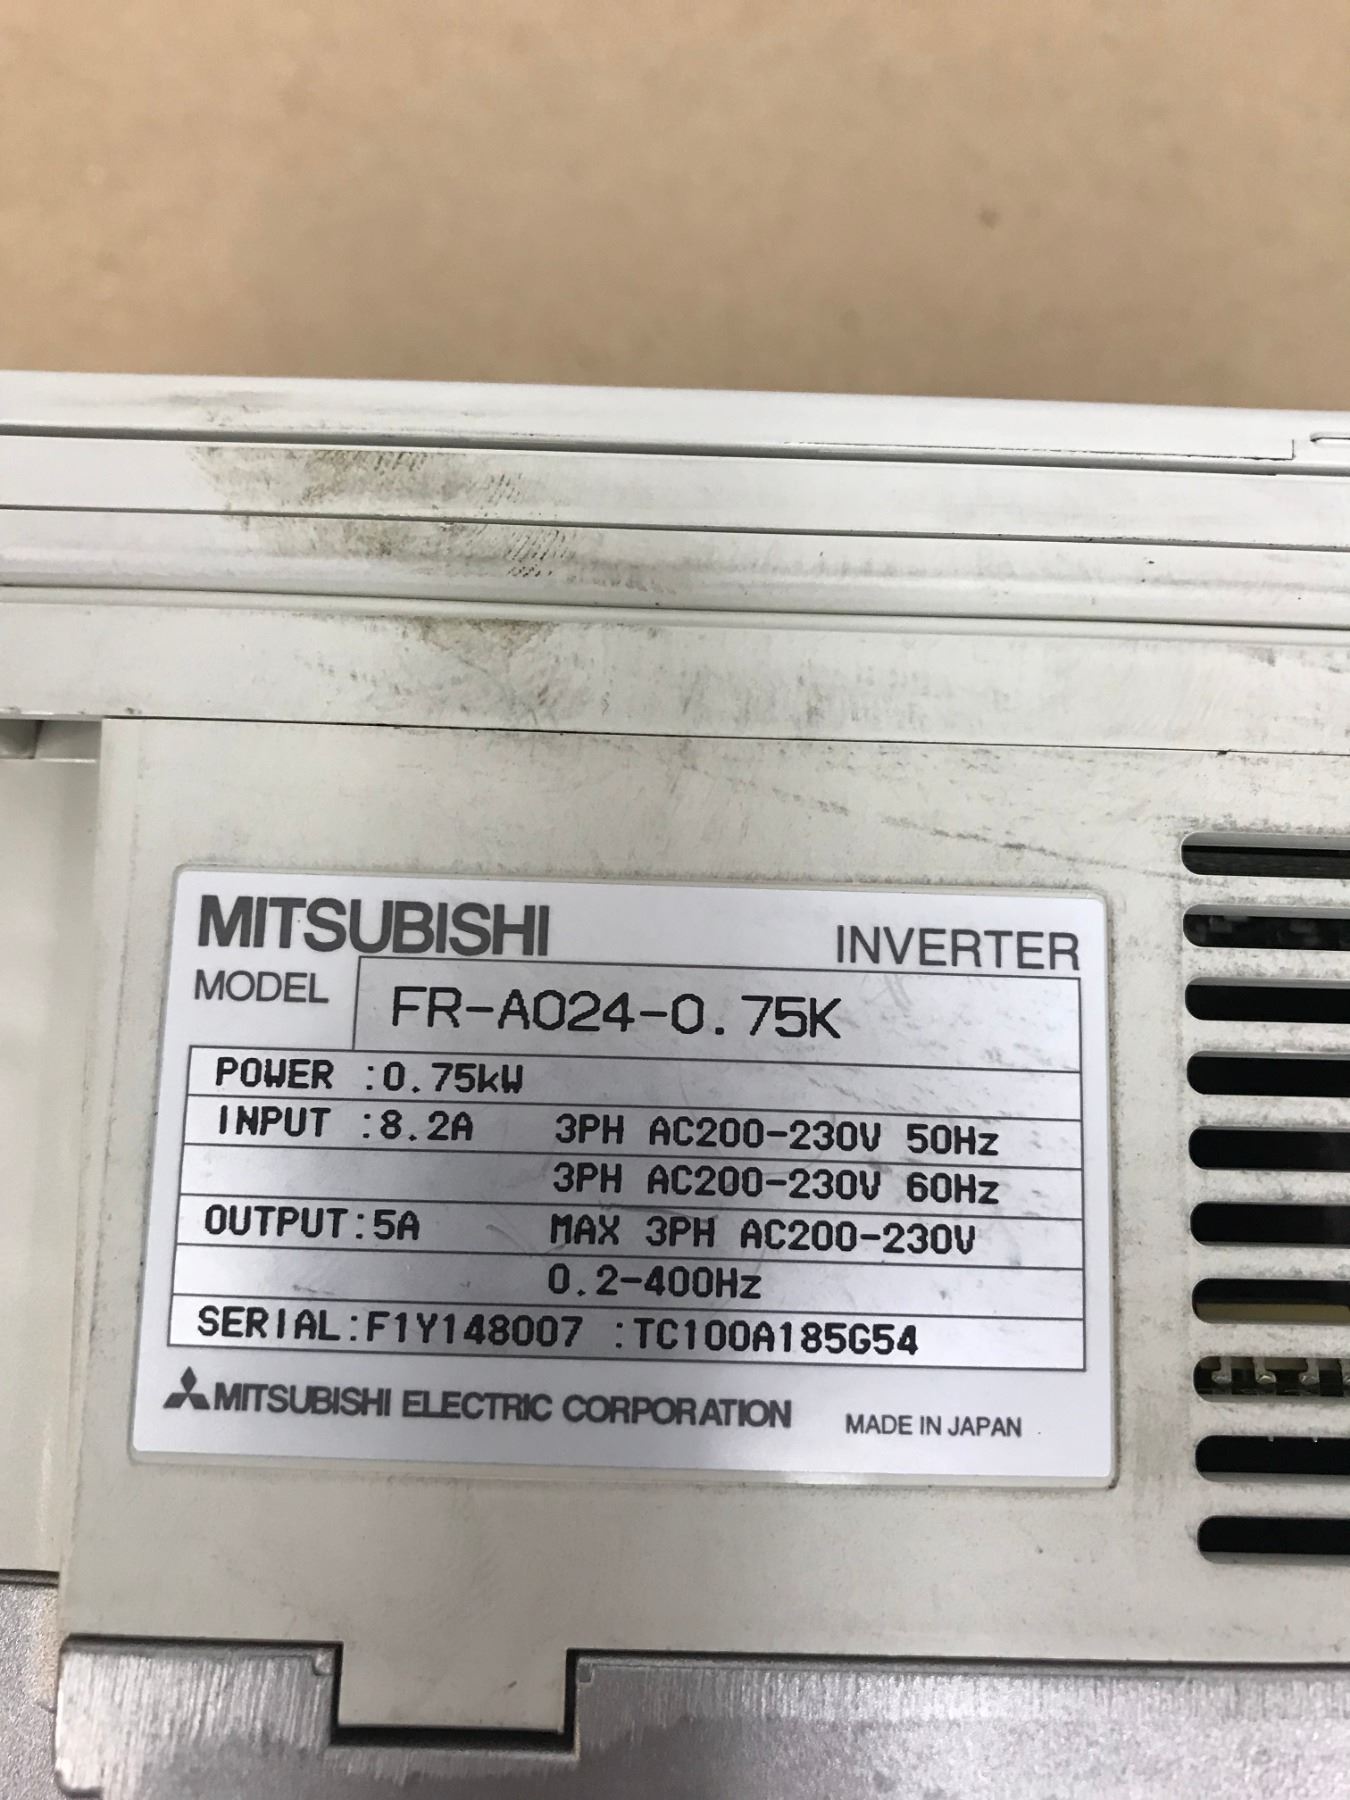 MITSUBISHI INVERTER
MODEL FR-A024-0.75K
POWER :0.75kW
INPUT :8.2A 3PH AC200-230V 50Hz
3PH AC200-230V 60Hz
OUTPUT:5A MAX 3PH AC200-230V
0.2-400Hz
SERIAL:F1Y148007 :TC100A185G54
MITSUBISHI ELECTRIC CORPORATION MADE IN JAPAN